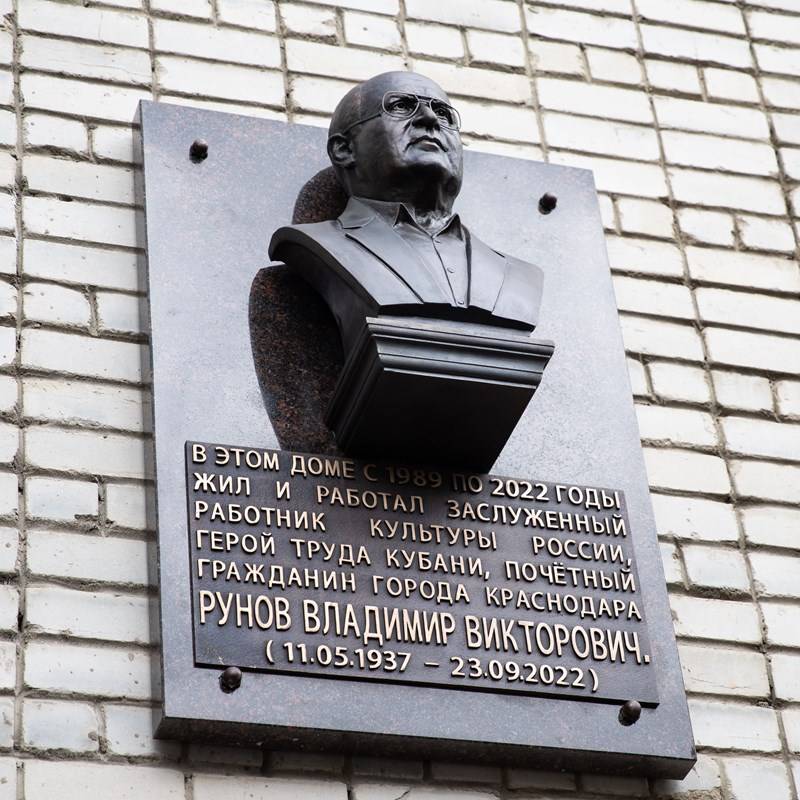 В ЭТОМ ДОМЕ С 1989 ПО 2022 ГОДЫ
ЖИЛ И РАБОТАЛ ЗАСЛУЖЕННЫЙ
РАБОТНИК КУЛЬТУРЫ РОССИИ,
ГЕРОЙ ТРУДА КУБАНИ, ПОЧЁТНЫЙ
ГРАЖДАНИН ГОРОДА КРАСНОДАРА
РУНОВ ВЛАДИМИР ВИКТОРОВИЧ.
( 11.05.1937 – 23.09.2022 )